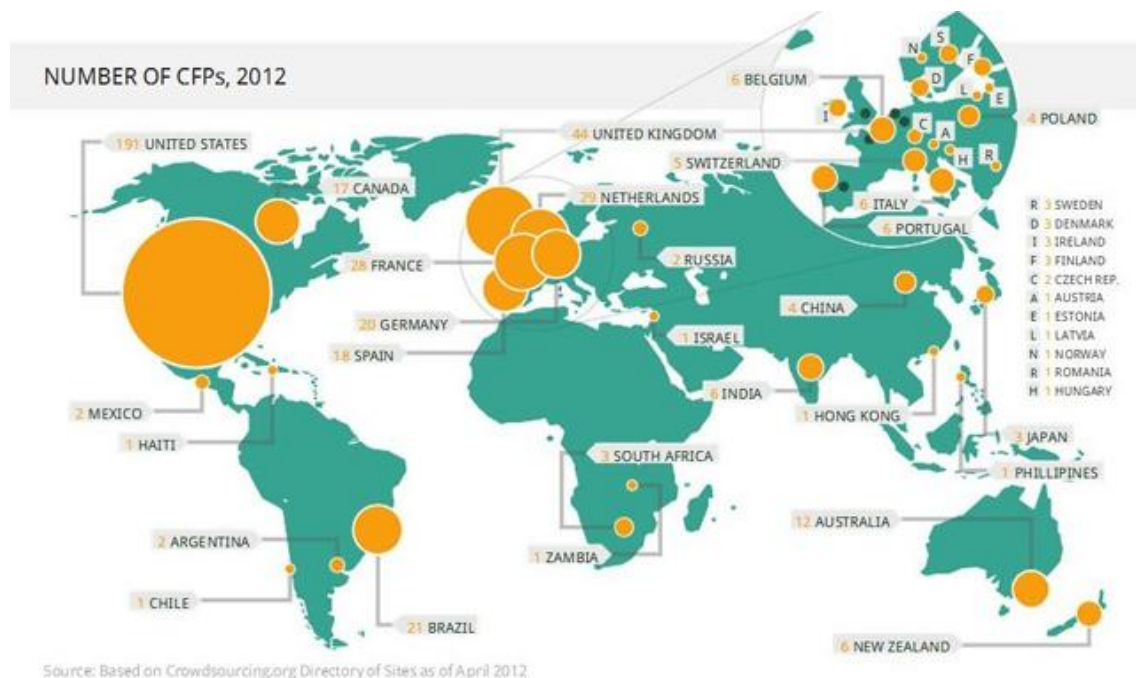 NUMBER OF CFPs, 2012
191 UNITED STATES
17 CANADA
44 UNITED KINGDOM
29 NETHERLANDS
28 FRANCE
20 GERMANY
18 SPAIN
2 RUSSIA
1 ISRAEL
4 CHINA
6 INDIA
1 HONG KONG
3 JAPAN
1 PHILLIPINES
2 MEXICO
1 HAITI
2 ARGENTINA
1 CHILE
21 BRAZIL
3 SOUTH AFRICA
1 ZAMBIA
12 AUSTRALIA
6 NEW ZEALAND
6 BELGIUM
5 SWITZERLAND
6 ITALY
6 PORTUGAL
4 POLAND
N
S
F
D
L
E
I
C
A
H
R
R 3 SWEDEN
D 3 DENMARK
I 3 IRELAND
F 3 FINLAND
C 2 CZECH REP.
A 1 AUSTRIA
E 1 ESTONIA
L 1 LATVIA
N 1 NORWAY
R 1 ROMANIA
H 1 HUNGARY
Source: Based on Crowdsourcing.org Directory of Sites as of April 2012